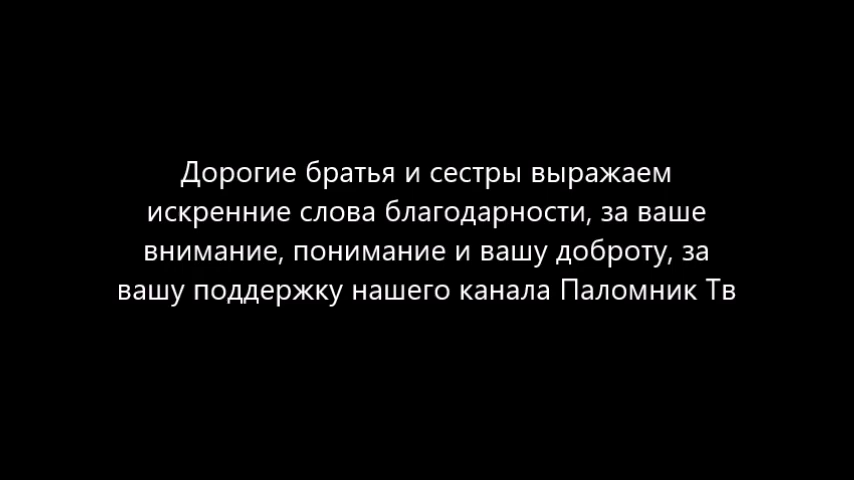 Дорогие братья и сестры выражаем
искренние слова благодарности, за ваше
внимание, понимание и вашу доброту, за
вашу поддержку нашего канала Паломник Тв